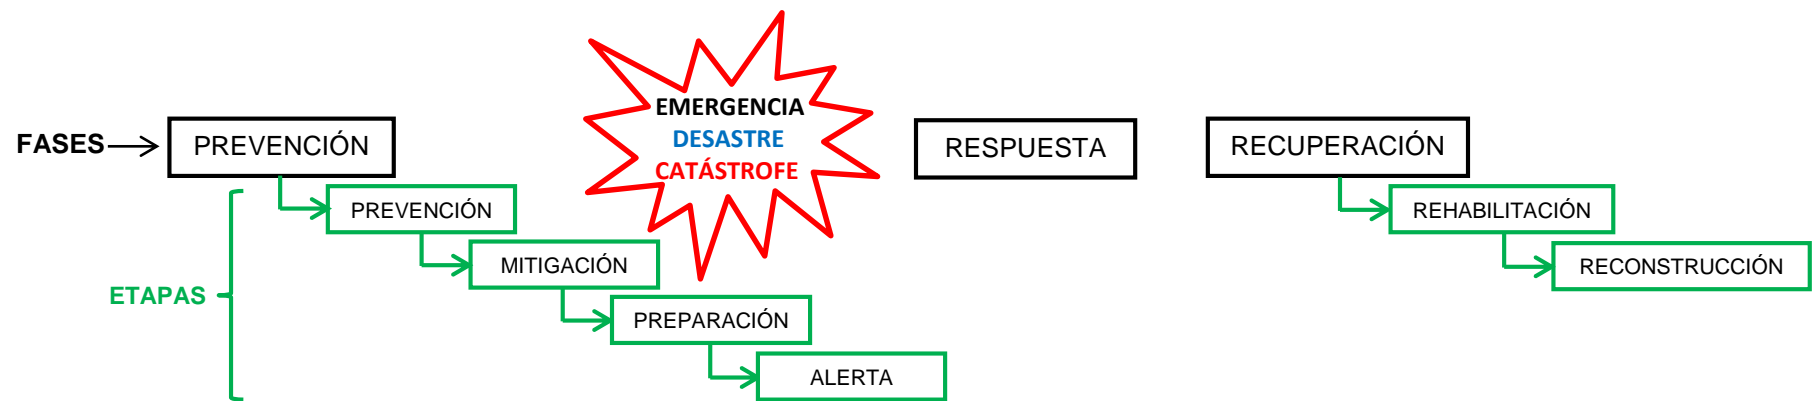 FASES
PREVENCIÓN
EMERGENCIA
DESASTRE
CATÁSTROFE
RESPUESTA
RECUPERACIÓN
ETAPAS
PREVENCIÓN
MITIGACIÓN
PREPARACIÓN
ALERTA
REHABILITACIÓN
RECONSTRUCCIÓN